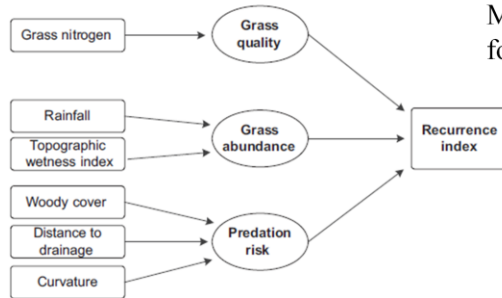 Grass nitrogen
Grass
quality
M
fo
Rainfall
Topographic
wetness index
Grass
abundance
Recurrence
index
Woody cover
Distance to
drainage
Curvature
Predation
risk